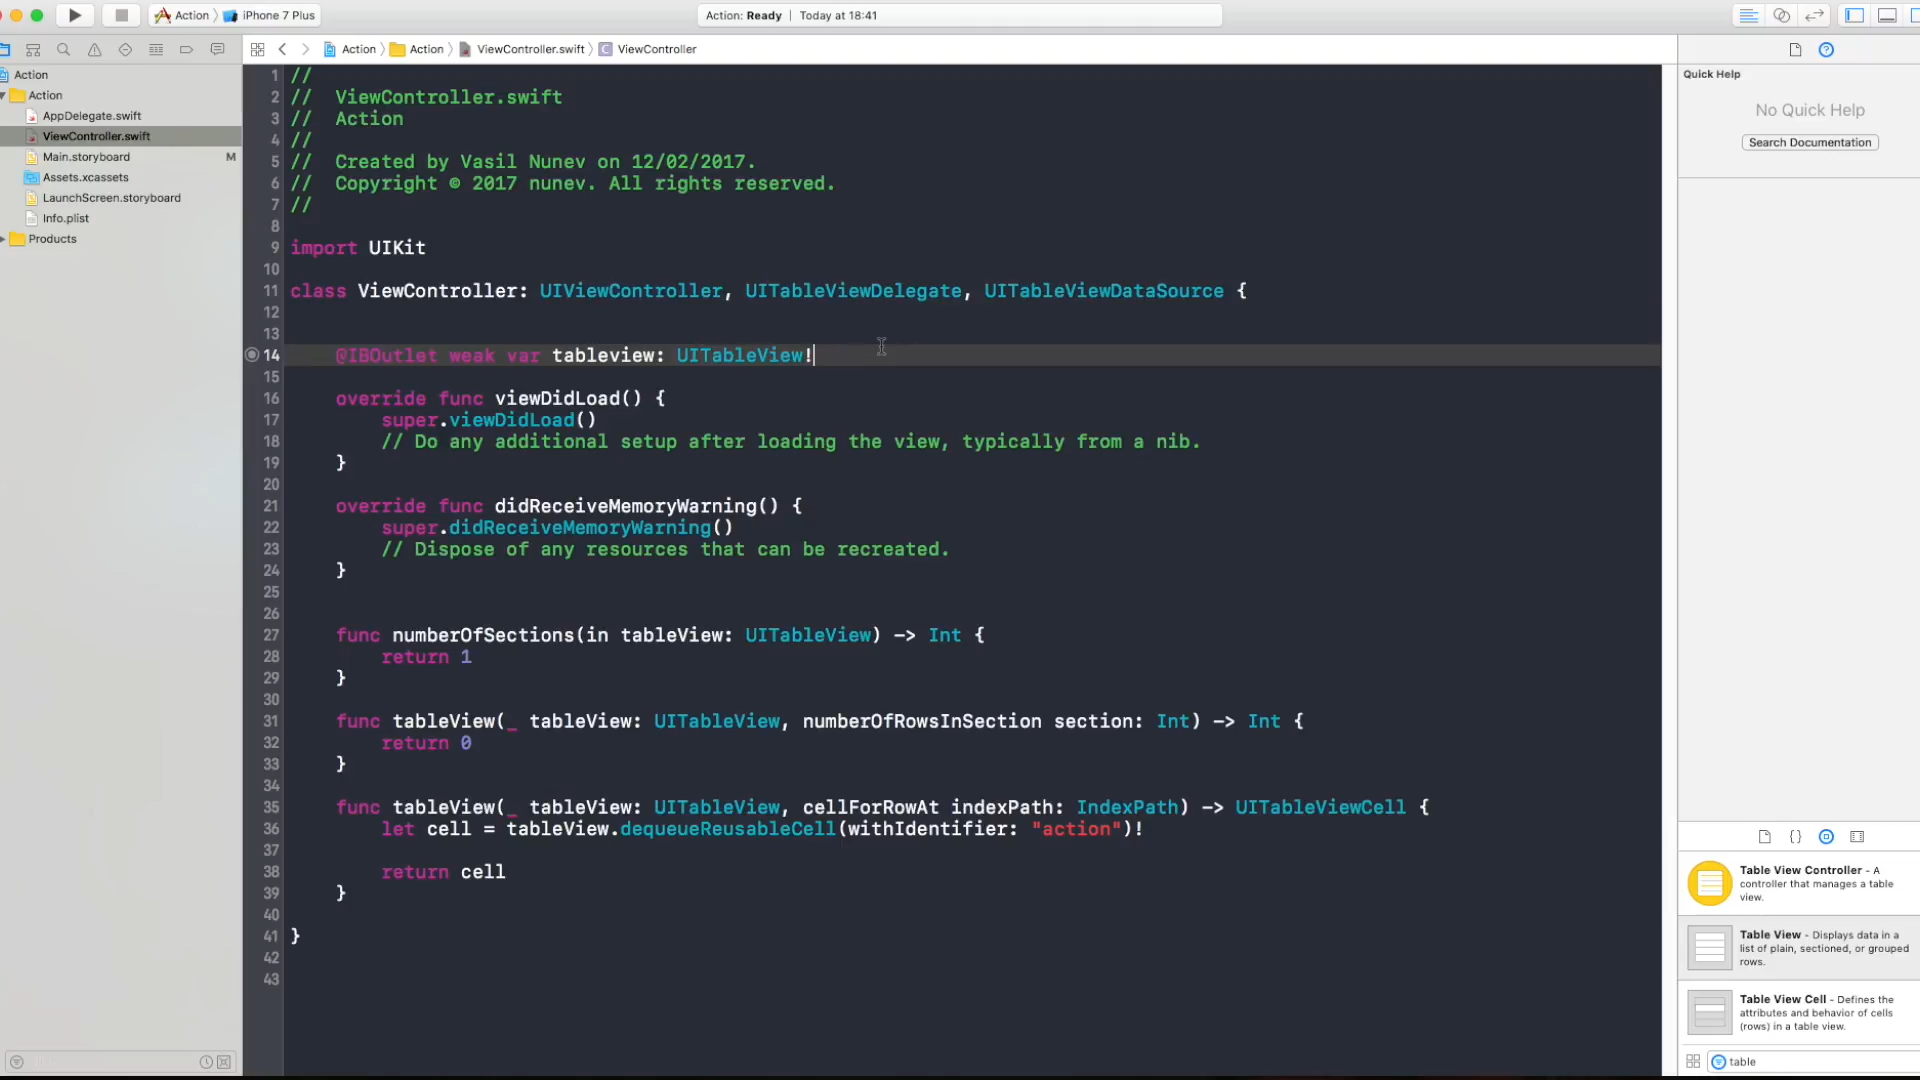 Action
iPhone 7 Plus
Action: Ready | Today at 18:41
Action
Action
ViewController.swift
ViewController
Action
Action
AppDelegate.swift
ViewController.swift
Main.storyboard M
Assets.xcassets
LaunchScreen.storyboard
Info.plist
Products
1 //
2 //  ViewController.swift
3 //  Action
4 //
5 //  Created by Vasil Nunev on 12/02/2017.
6 //  Copyright © 2017 nunev. All rights reserved.
7 //
8
9 import UIKit
10
11 class ViewController: UIViewController, UITableViewDelegate, UITableViewDataSource {
12
13
14     @IBOutlet weak var tableview: UITableView!
15
16     override func viewDidLoad() {
17         super.viewDidLoad()
18         // Do any additional setup after loading the view, typically from a nib.
19     }
20
21     override func didReceiveMemoryWarning() {
22         super.didReceiveMemoryWarning()
23         // Dispose of any resources that can be recreated.
24     }
25
26
27     func numberOfSections(in tableView: UITableView) -> Int {
28         return 1
29     }
30
31     func tableView(_ tableView: UITableView, numberOfRowsInSection section: Int) -> Int {
32         return 0
33     }
34
35     func tableView(_ tableView: UITableView, cellForRowAt indexPath: IndexPath) -> UITableViewCell {
36         let cell = tableView.dequeueReusableCell(withIdentifier: "action")!
37
38         return cell
39     }
40
41 }
42
43
Quick Help
No Quick Help
Search Documentation
Table View Controller - A
controller that manages a table
view.
Table View - Displays data in a
list of plain, sectioned, or grouped
rows.
Table View Cell - Defines the
attributes and behavior of cells
(rows) in a table view.
table